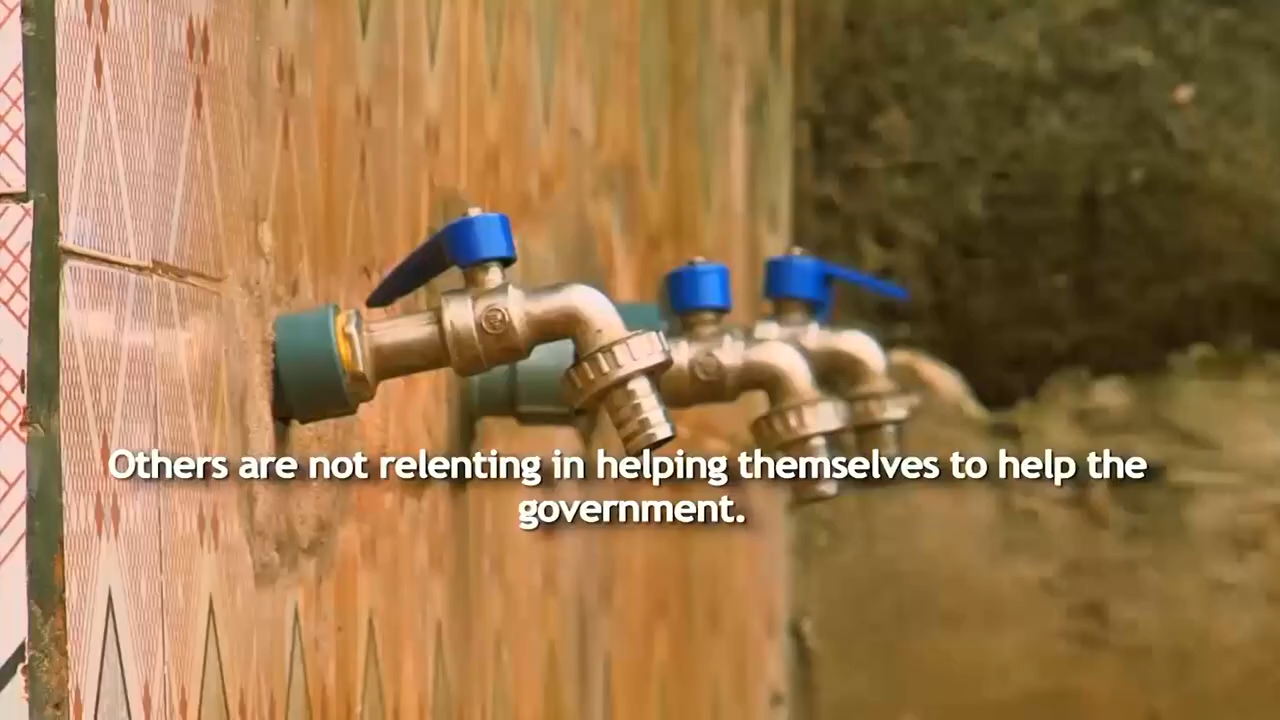 Others are not relenting in helping themselves to help the
government.